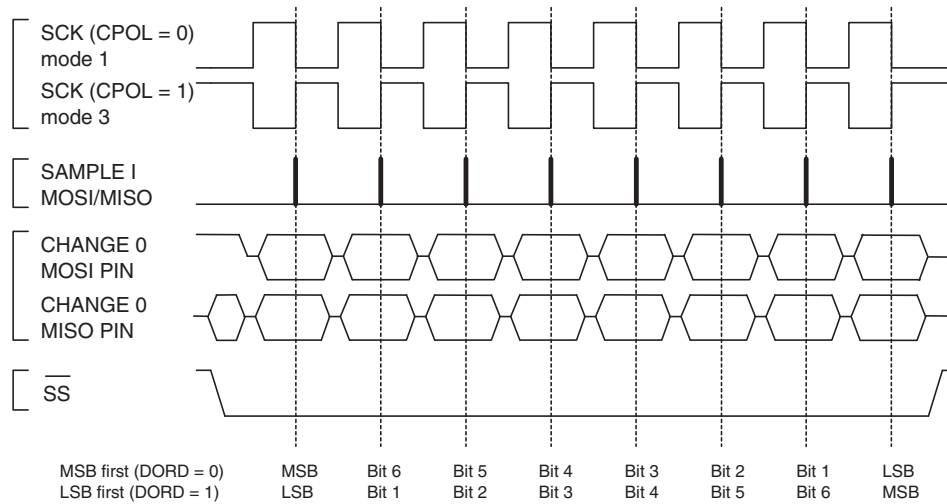 SCK (CPOL = 0)
mode 1
SCK (CPOL = 1)
mode 3
SAMPLE I
MOSI/MISO
CHANGE 0
MOSI PIN
CHANGE 0
MISO PIN
SS
MSB first (DORD = 0) MSB Bit 6 Bit 5 Bit 4 Bit 3 Bit 2 Bit 1 LSB
LSB first (DORD = 1) LSB Bit 1 Bit 2 Bit 3 Bit 4 Bit 5 Bit 6 MSB